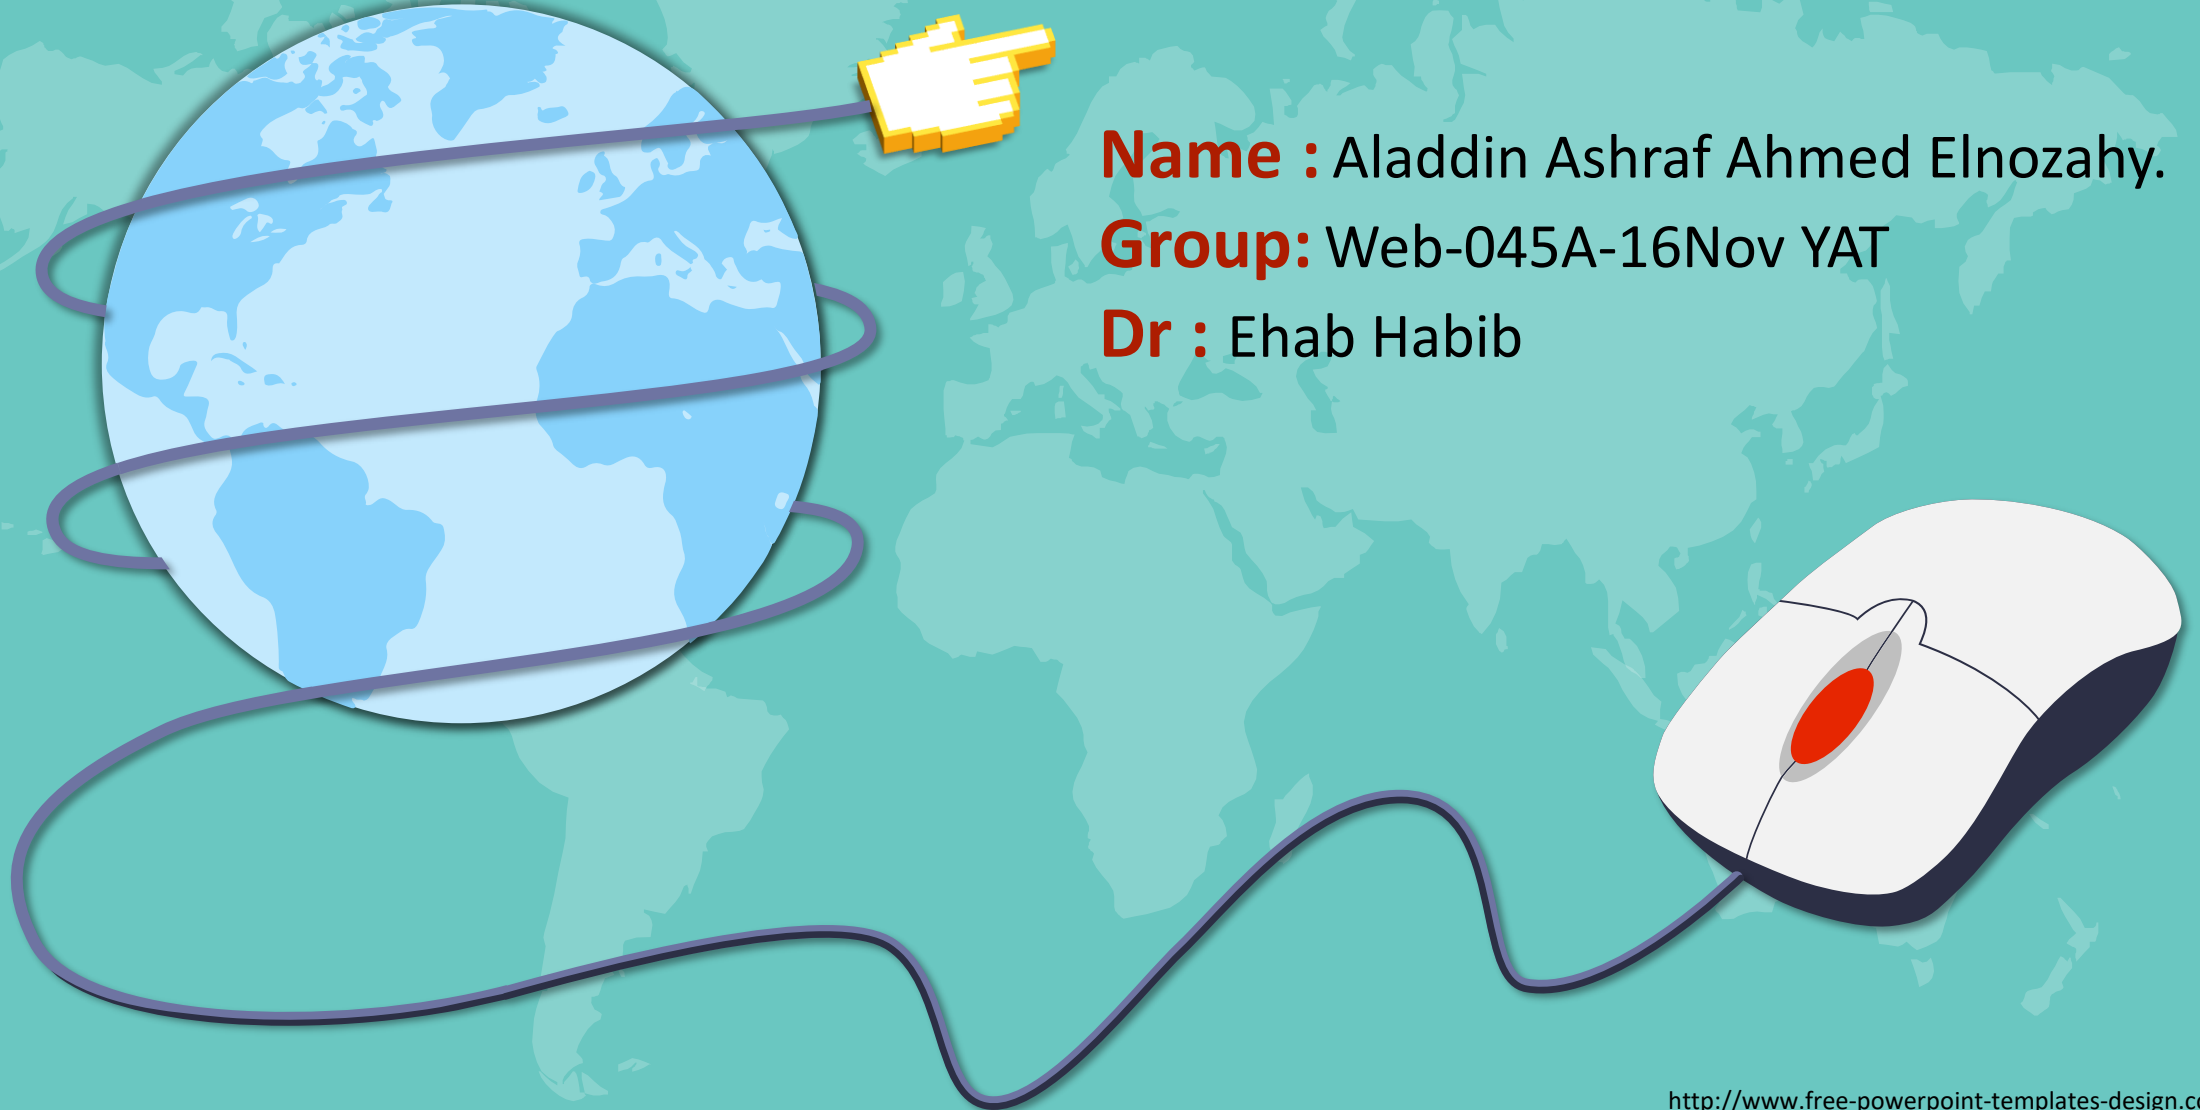 Name : Aladdin Ashraf Ahmed Elnozahy.
Group: Web-045A-16Nov YAT
Dr : Ehab Habib
http://www.free-powerpoint-templates-design.co